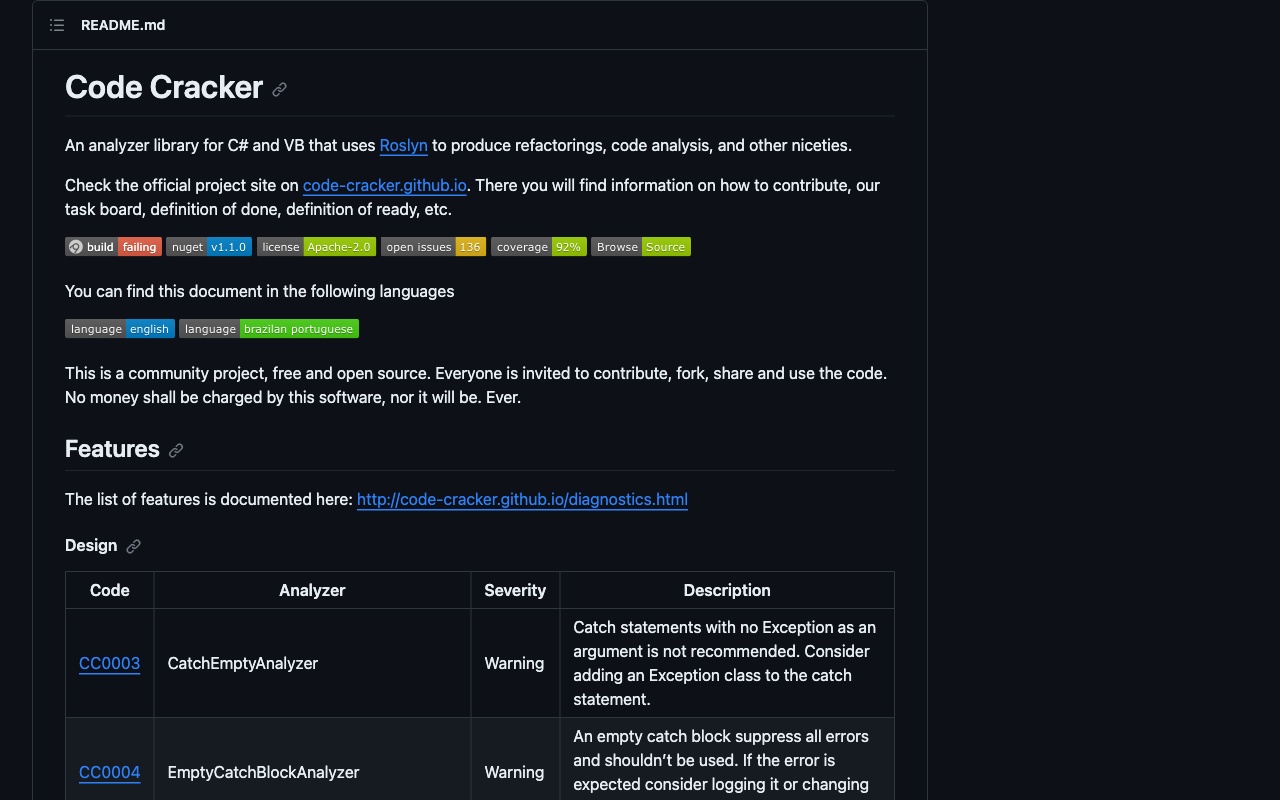 README.md
Code Cracker
An analyzer library for C# and VB that uses Roslyn to produce refactorings, code analysis, and other niceties.
Check the official project site on code-cracker.github.io. There you will find information on how to contribute, our
task board, definition of done, definition of ready, etc.
build failing nuget v1.1.0 license Apache-2.0 open issues 136 coverage 92% Browse Source
You can find this document in the following languages
language english language brazilan portuguese
This is a community project, free and open source. Everyone is invited to contribute, fork, share and use the code.
No money shall be charged by this software, nor it will be. Ever.
Features
The list of features is documented here: http://code-cracker.github.io/diagnostics.html
Design
Code Analyzer Severity Description
CC0003 CatchEmptyAnalyzer Warning
Catch statements with no Exception as an
argument is not recommended. Consider
adding an Exception class to the catch
statement.
CC0004 EmptyCatchBlockAnalyzer Warning
An empty catch block suppress all errors
and shouldn’t be used. If the error is
expected consider logging it or changing